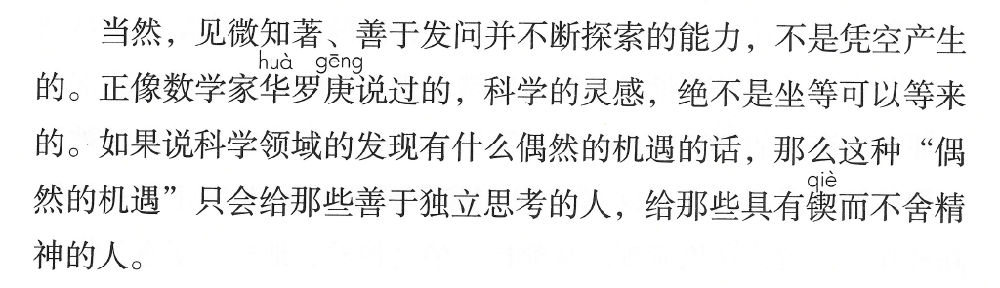 当然，见微知著、善于发问并不断探索的能力，不是凭空产生
huà gēng
的。正像数学家华罗庚说过的，科学的灵感，绝不是坐等可以等来
的。如果说科学领域的发现有什么偶然的机遇的话，那么这种“偶
qiè
然的机遇”只会给那些善于独立思考的人，给那些具有锲而不舍精
神的人。